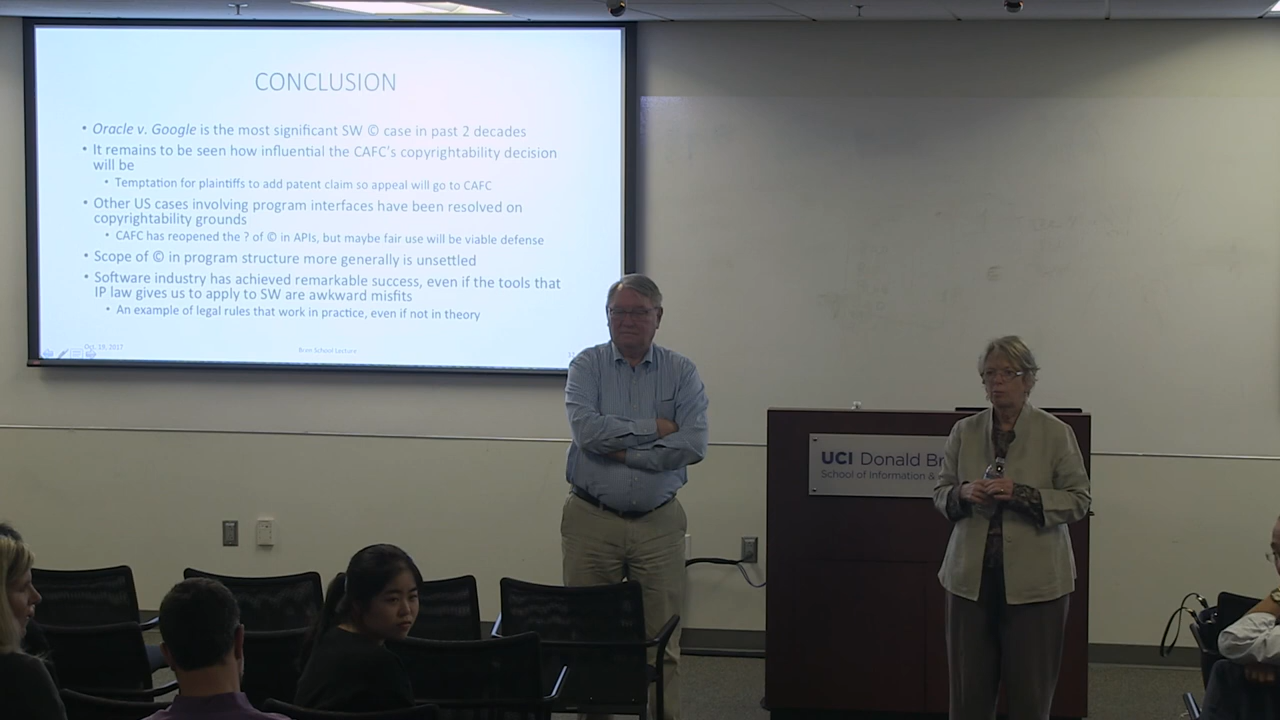 CONCLUSION
• Oracle v. Google is the most significant SW © case in past 2 decades
• It remains to be seen how influential the CAFC's copyrightability decision
will be
• Temptation for plaintiffs to add patent claim so appeal will go to CAFC
• Other US cases involving program interfaces have been resolved on
copyrightability grounds
• CAFC has reopened the ? of © in APIs, but maybe fair use will be viable defense
• Scope of © in program structure more generally is unsettled
• Software industry has achieved remarkable success, even if the tools that
IP law gives us to apply to SW are awkward misfits
• An example of legal rules that work in practice, even if not in theory
Oct. 19, 2017
Bren School Lecture
UCI Donald Br
School of Information &